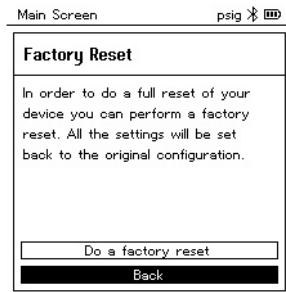 Main Screen psig
Factory Reset
In order to do a full reset of your
device you can perform a factory
reset. All the settings will be set
back to the original configuration.
Do a factory reset
Back